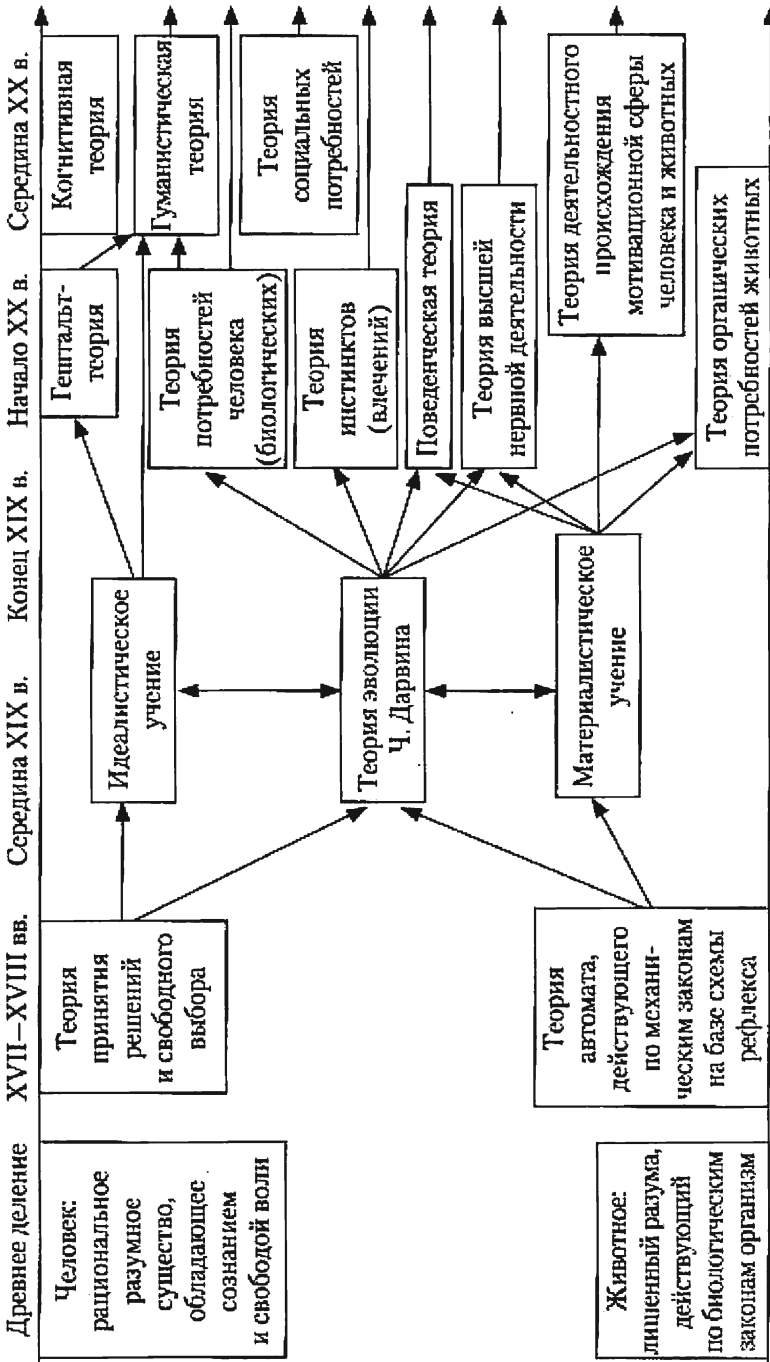 Древнее деление
XVII–XVIII вв.
Середина XIX в.
Конец XIX в.
Начало XX в.
Середина XX в.
Человек:
рациональное
разумное
существо,
обладающее
сознанием
и свободой воли
Животное:
лишенный разума,
действующий
по биологическим
законам организм
Теория
принятия
решений
и свободного
выбора
Теория
автомата,
действующего
по механи-
ческим законам
на базе схемы
рефлекса
Идеалистическое
учение
Теория эволюции
Ч. Дарвина
Материалистическое
учение
Гештальт-
теория
Теория
потребностей
человека
(биологических)
Теория
инстинктов
(влечений)
Поведенческая теория
Теория высшей
нервной деятельности
Теория органических
потребностей животных
Когнитивная
теория
Гуманистическая
теория
Теория
социальных
потребностей
Теория деятельностного
происхождения
мотивационной сферы
человека и животных